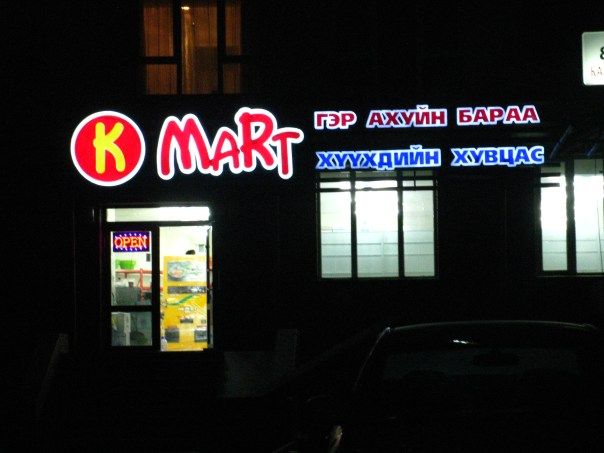 K MART
ГЭР АХУЙН БАРАА
ХҮҮХДИЙН ХУВЦАС
OPEN